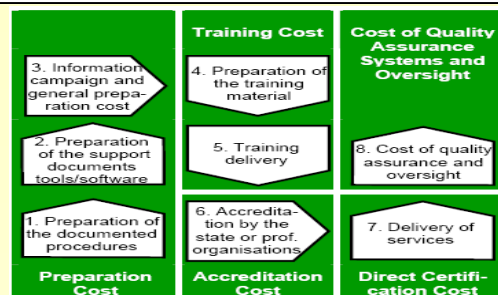 Training Cost
Cost of Quality
Assurance
Systems and
Oversight
3. Information
campaign and
general prepa-
ration cost
4. Preparation of
the training
material
2. Preparation
of the support
documents
tools/software
5. Training
delivery
8. Cost of quality
assurance and
oversight
1. Preparation of
the documented
procedures
6. Accredita-
tion by the
state or prof.
organisations
7. Delivery of
services
Preparation
Cost
Accreditation
Cost
Direct Certifi-
cation Cost